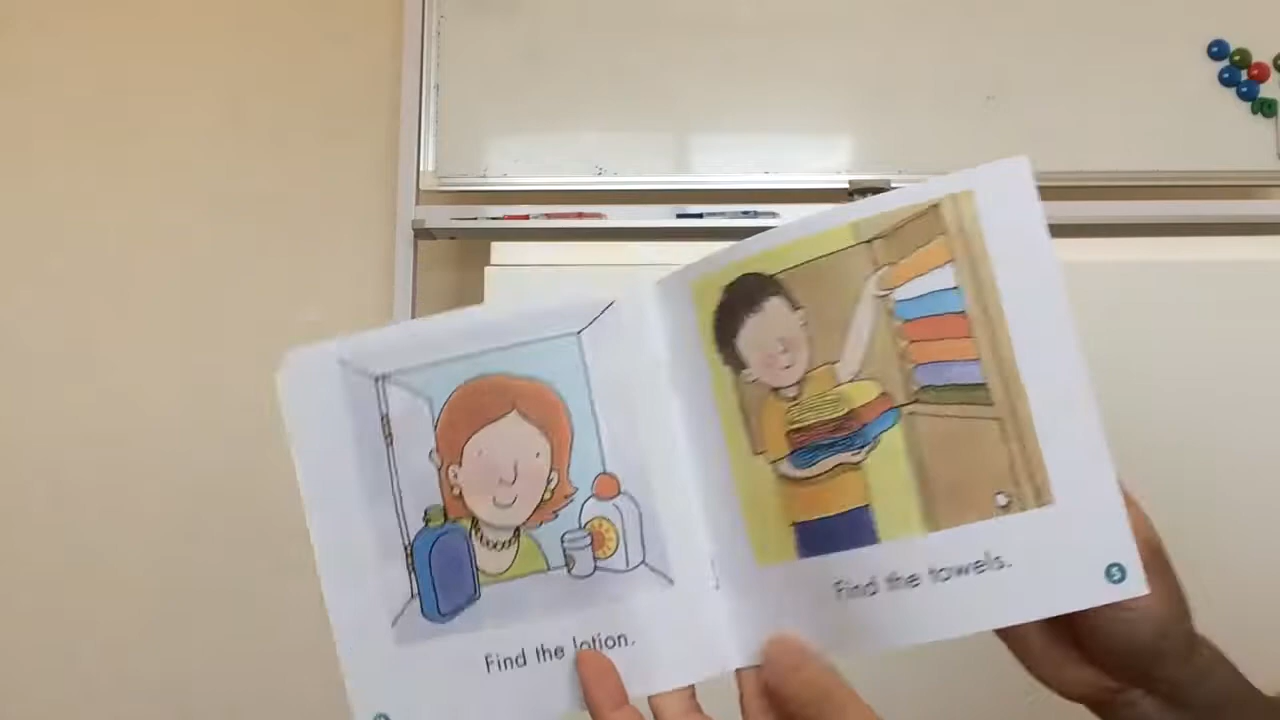 Find the lotion.
Find the towels.
5